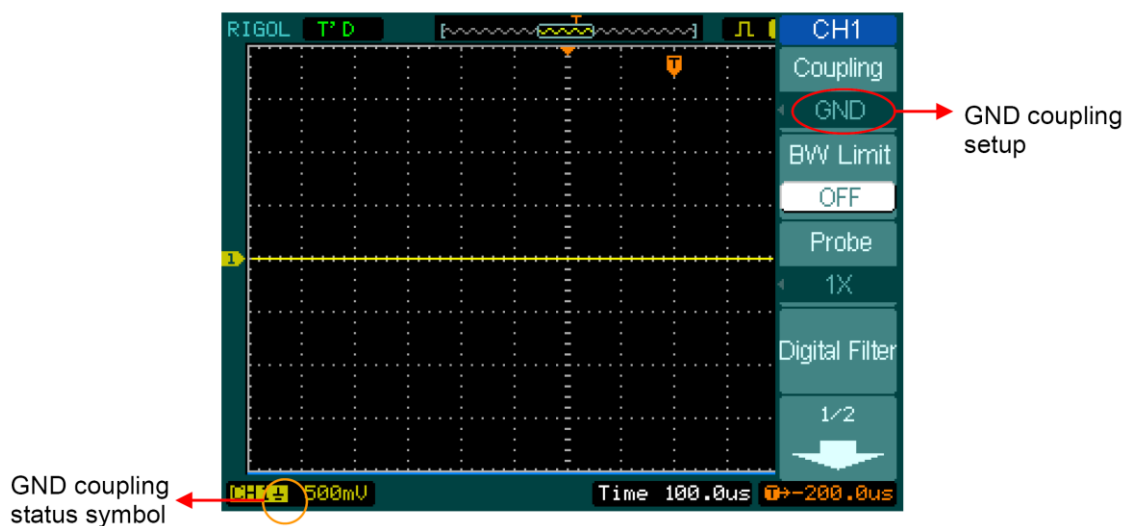 RIGOL T'D T CH1
Coupling
T
GND
GND coupling
setup
BW Limit
OFF
Probe
1
1X
Digital Filter
1/2
CH1 500mV Time 100.0us T→-200.0us
GND coupling
status symbol